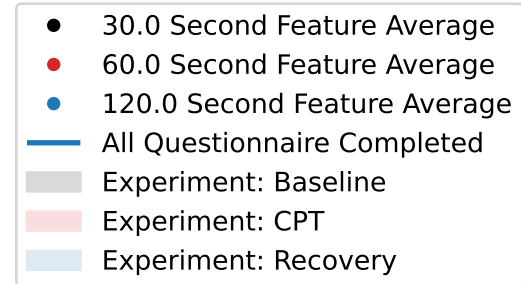 30.0 Second Feature Average
60.0 Second Feature Average
120.0 Second Feature Average
All Questionnaire Completed
Experiment: Baseline
Experiment: CPT
Experiment: Recovery